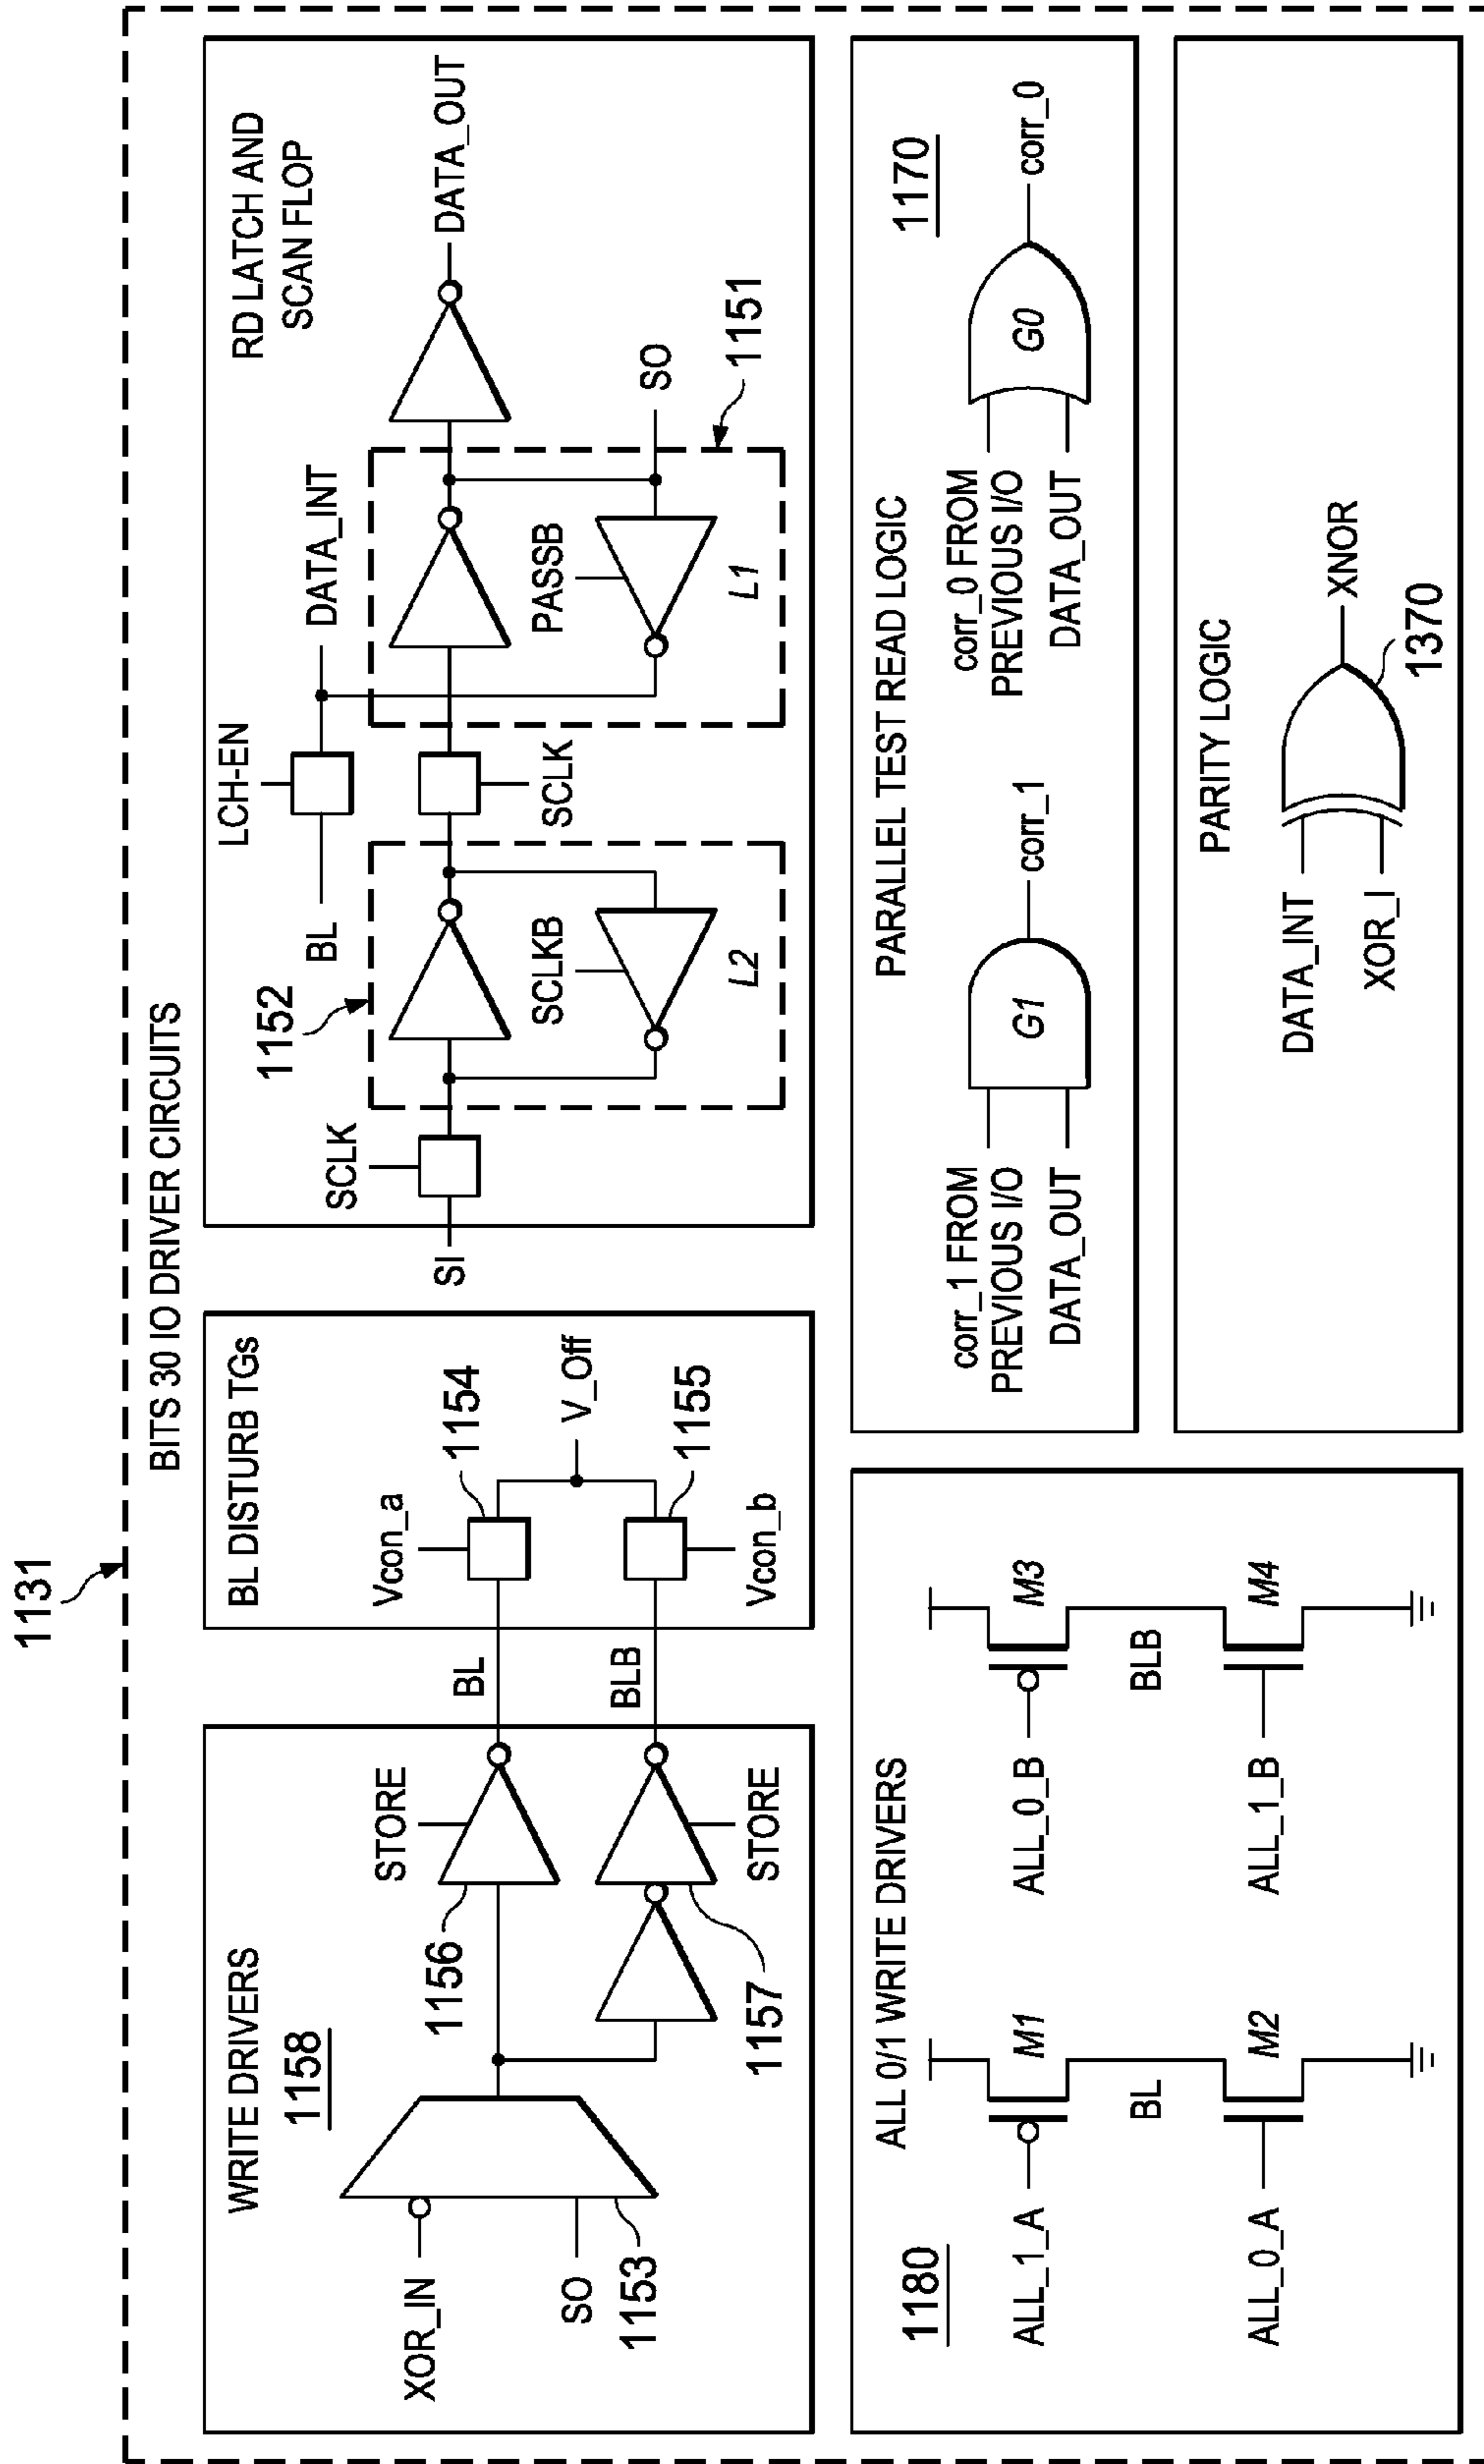 1131
BITS 30 IO DRIVER CIRCUITS
WRITE DRIVERS
1158
XOR_IN
SO
1153
1156
STORE
1157
STORE
BL
BLB
BL DISTURB TGs
Vcon_a
1154
V_Off
1155
Vcon_b
RD LATCH AND
SCAN FLOP
SI
SCLK
1152
SCLKB
L2
BL
LCH-EN
SCLK
DATA_INT
PASSB
L1
SO
1151
DATA_OUT
ALL 0/1 WRITE DRIVERS
1180
ALL_1_A
M1
BL
ALL_0_A
M2
ALL_0_B
M3
BLB
ALL_1_B
M4
PARALLEL TEST READ LOGIC
1170
corr_1 FROM
PREVIOUS I/O
DATA_OUT
G1
corr_1
corr_0 FROM
PREVIOUS I/O
DATA_OUT
G0
corr_0
PARITY LOGIC
DATA_INT
XOR_I
XNOR
1370